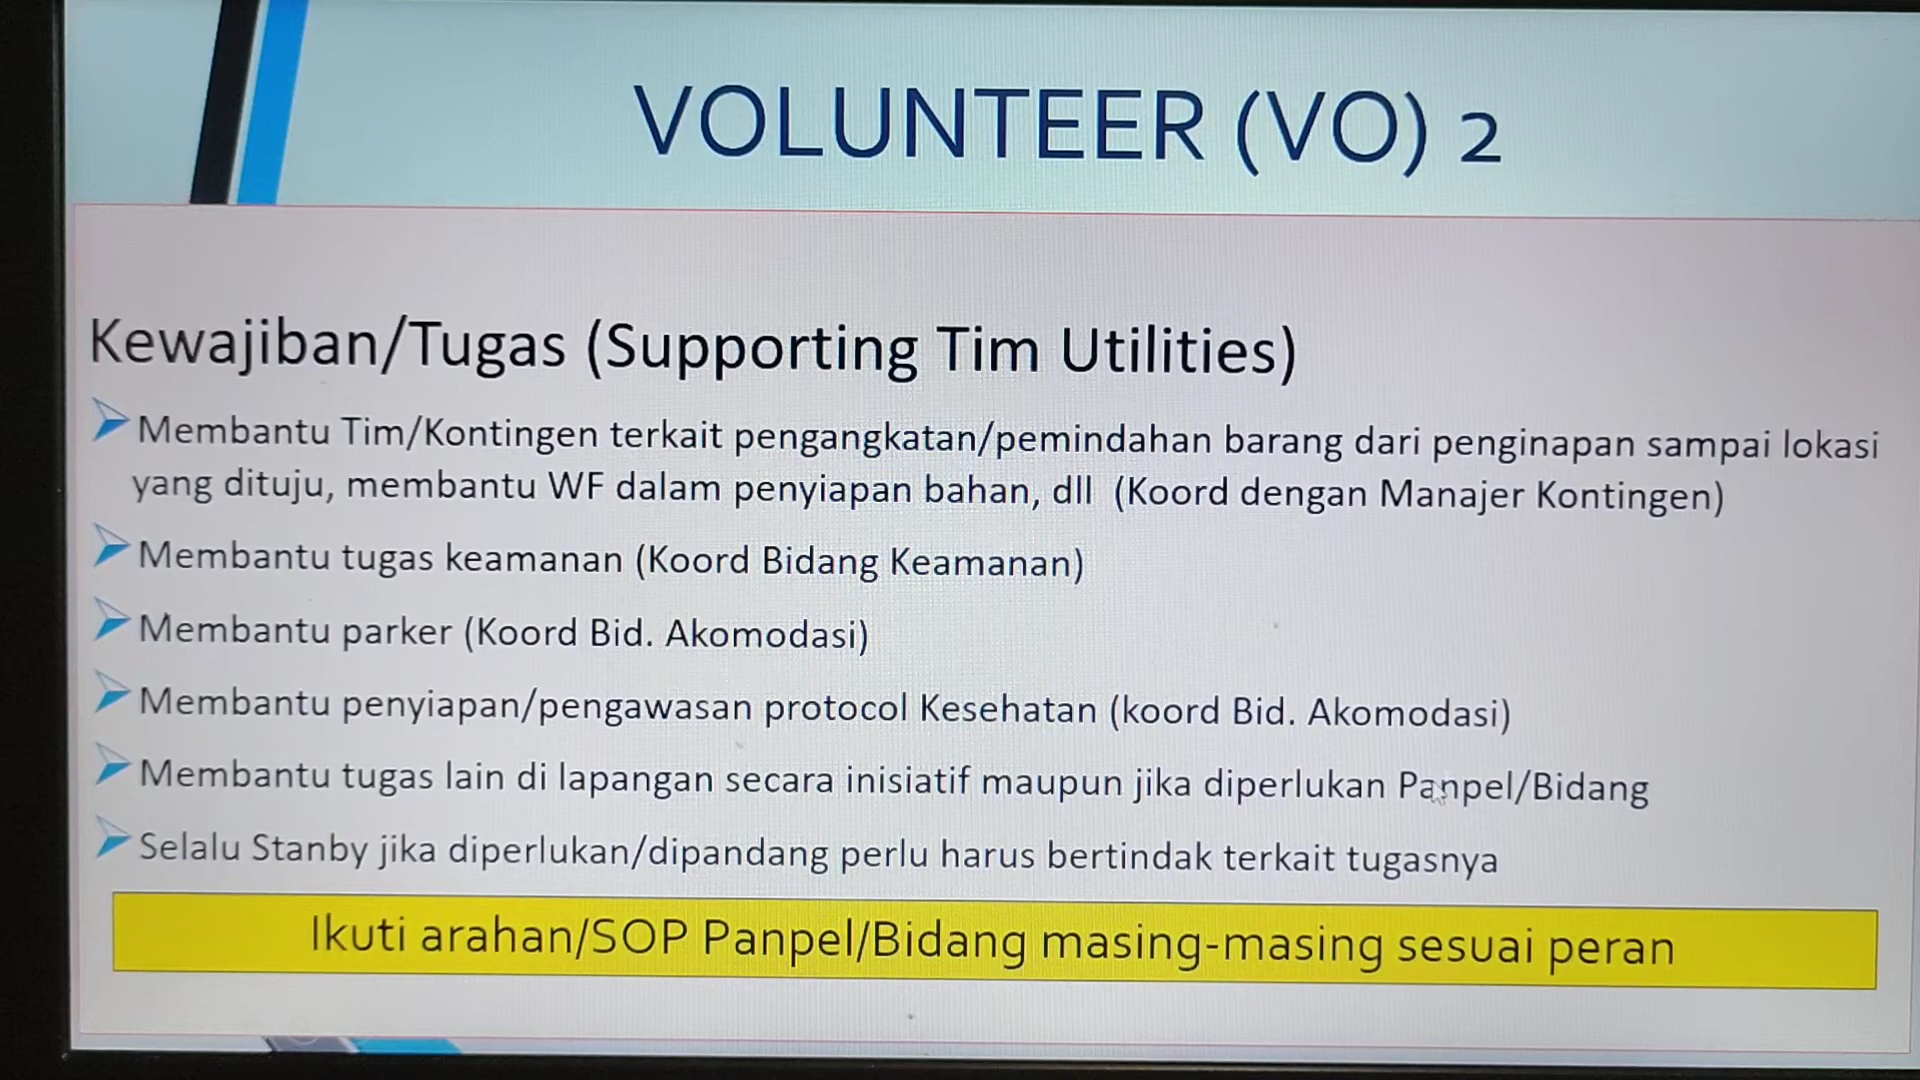 VOLUNTEER (VO) 2
Kewajiban/Tugas (Supporting Tim Utilities)
Membantu Tim/Kontingen terkait pengangkatan/pemindahan barang dari penginapan sampai lokasi
yang dituju, membantu WF dalam penyiapan bahan, dll (Koord dengan Manajer Kontingen)
Membantu tugas keamanan (Koord Bidang Keamanan)
Membantu parker (Koord Bid. Akomodasi)
Membantu penyiapan/pengawasan protocol Kesehatan (koord Bid. Akomodasi)
Membantu tugas lain di lapangan secara inisiatif maupun jika diperlukan Panpel/Bidang
Selalu Stanby jika diperlukan/dipandang perlu harus bertindak terkait tugasnya
Ikuti arahan/SOP Panpel/Bidang masing-masing sesuai peran